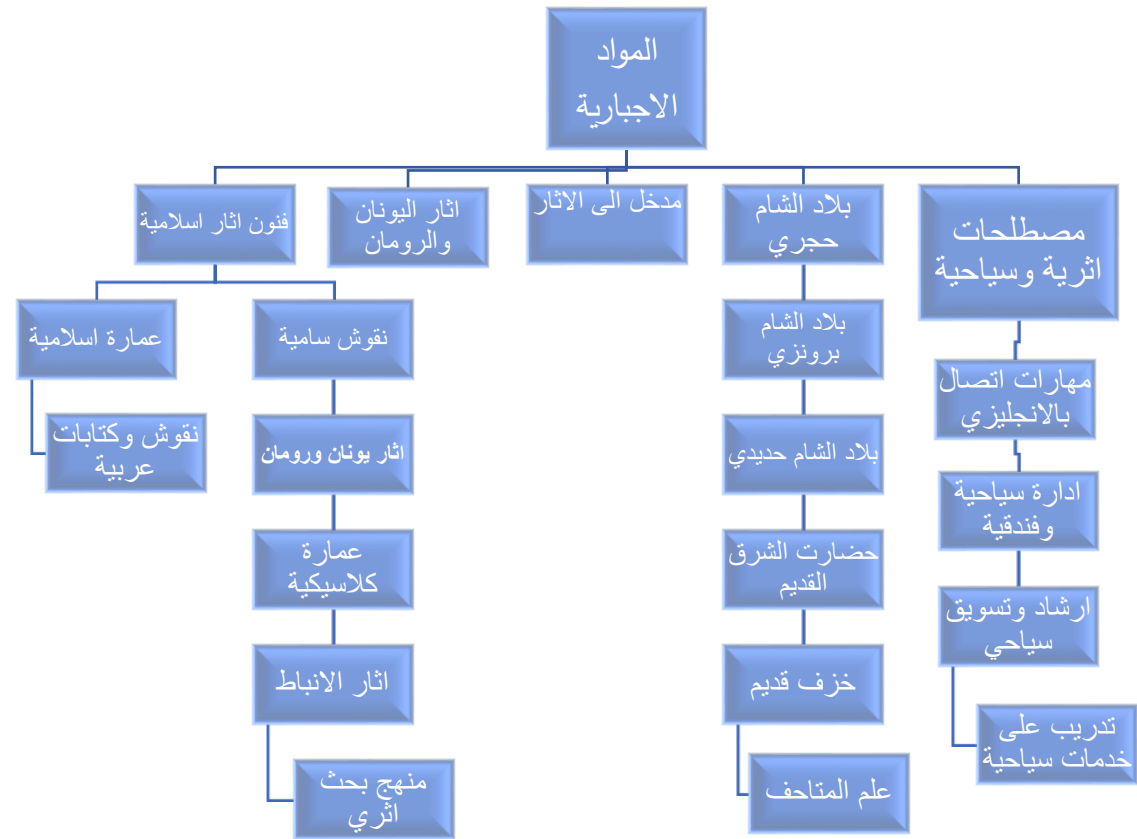 المواد
الاجبارية
مصطلحات
اثرية وسياحية
بلاد الشام
حجري
مدخل الى الاثار
اثار اليونان
والرومان
فنون اثار اسلامية
مهارات اتصال
بالانجليزي
ادارة سياحية
وفندقية
ارشاد وتسويق
سياحي
تدريب على
خدمات سياحية
بلاد الشام
برونزي
بلاد الشام حديدي
حضارت الشرق
القديم
خزف قديم
علم المتاحف
نقوش سامية
اثار يونان ورومان
عمارة
كلاسيكية
اثار الانباط
منهج بحث
اثري
عمارة اسلامية
نقوش وكتابات
عربية